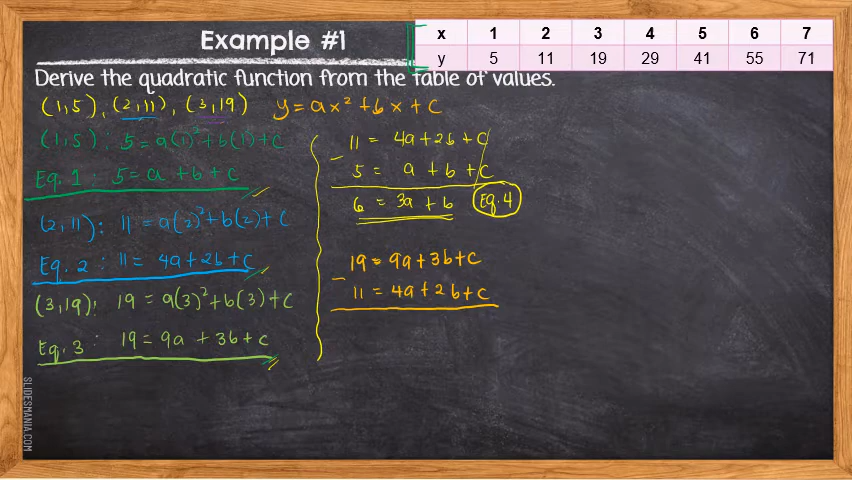 Example #1
x 1 2 3 4 5 6 7
y 5 11 19 29 41 55 71
Derive the quadratic function from the table of values.
(1,5), (2,11), (3,19) y = ax² + bx + c
(1,5): 5 = a(1)² + b(1) + c
Eq. 1: 5 = a + b + c
(2,11): 11 = a(2)² + b(2) + c
Eq. 2: 11 = 4a + 2b + c
(3,19): 19 = a(3)² + b(3) + c
Eq. 3: 19 = 9a + 3b + c
11 = 4a + 2b + c
- 5 = a + b + c
6 = 3a + b Eq. 4
19 = 9a + 3b + c
- 11 = 4a + 2b + c
SLIDESMANIA.COM